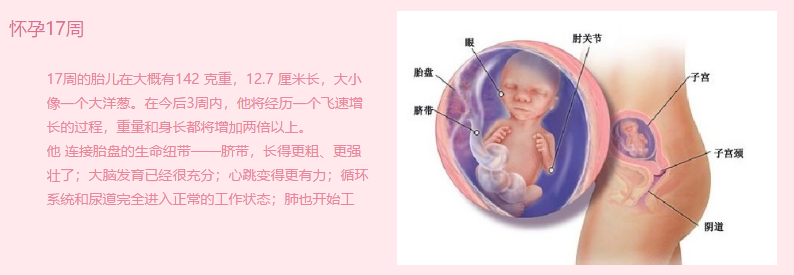 怀孕17周
17周的胎儿在大概有142 克重，12.7 厘米长，大小
像一个大洋葱。在今后3周内，他将经历一个飞速增
长的过程，重量和身长都将增加两倍以上。
他 连接胎盘的生命纽带——脐带，长得更粗、更强
壮了；大脑发育已经很充分；心跳变得更有力；循环
系统和尿道完全进入正常的工作状态；肺也开始工
眼
肘关节
胎盘
脐带
子宫
子宫颈
阴道